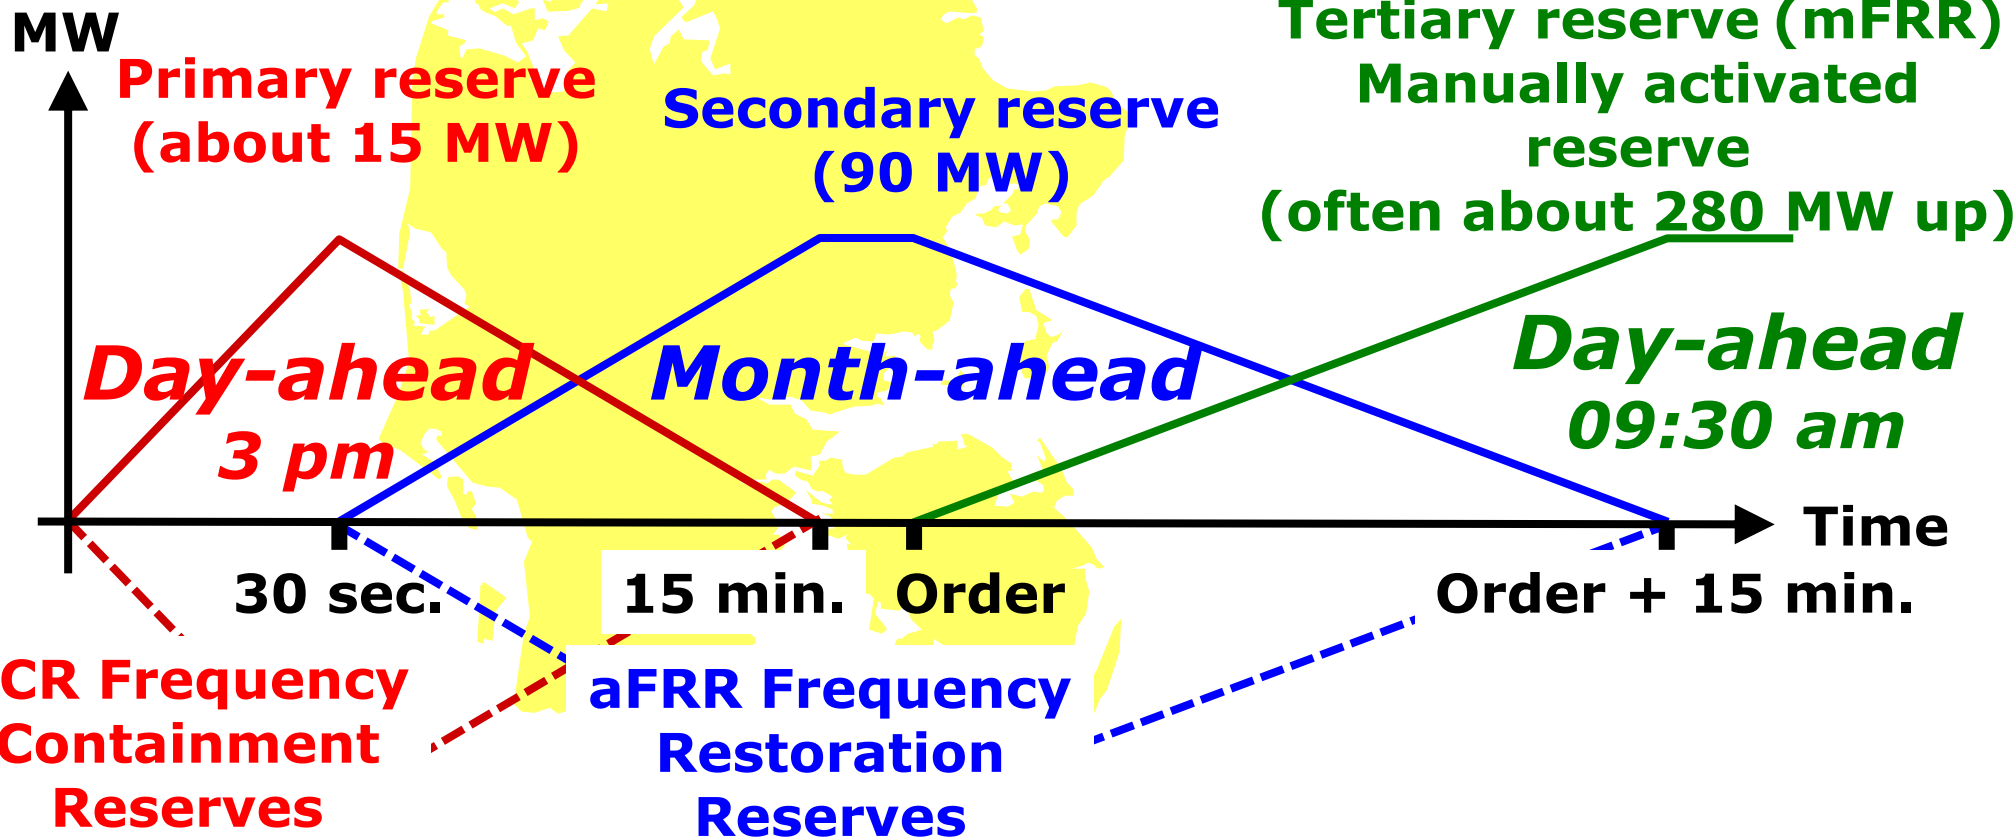 MW
Primary reserve
(about 15 MW)
Secondary reserve
(90 MW)
Tertiary reserve (mFRR)
Manually activated
reserve
(often about 280 MW up)
Day-ahead
3 pm
Month-ahead
Day-ahead
09:30 am
Time
30 sec.
15 min.
Order
Order + 15 min.
CR Frequency
Containment
Reserves
aFRR Frequency
Restoration
Reserves